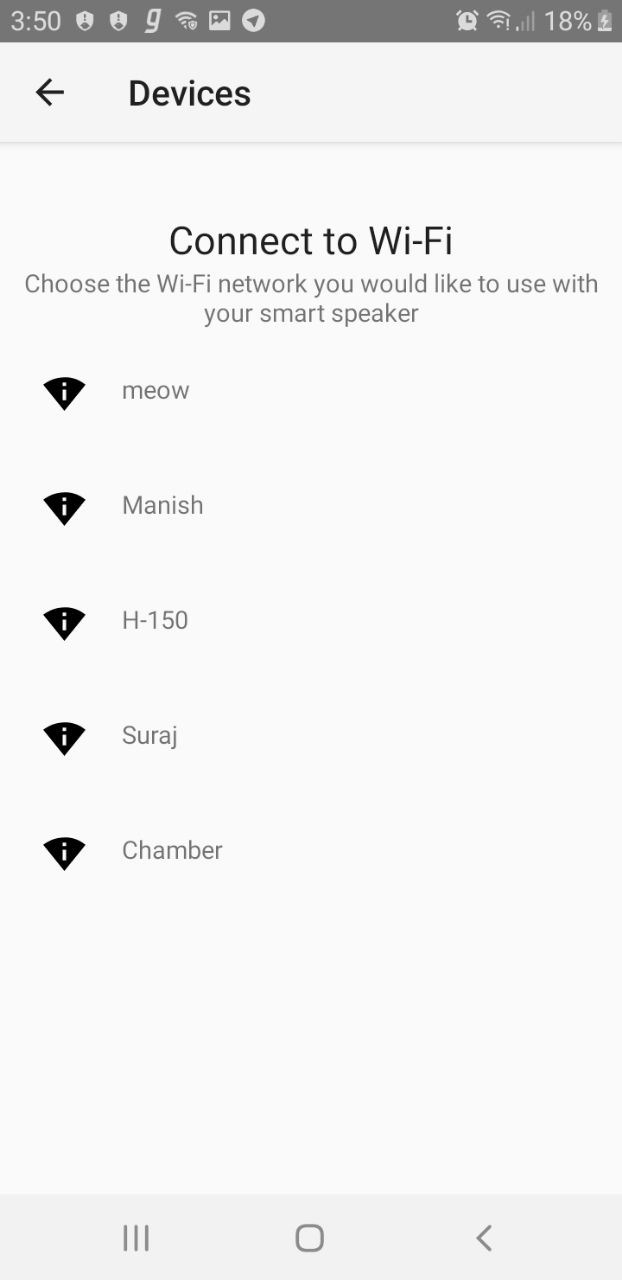 3:50 g 18%
Devices
Connect to Wi-Fi
Choose the Wi-Fi network you would like to use with
your smart speaker
meow
Manish
H-150
Suraj
Chamber